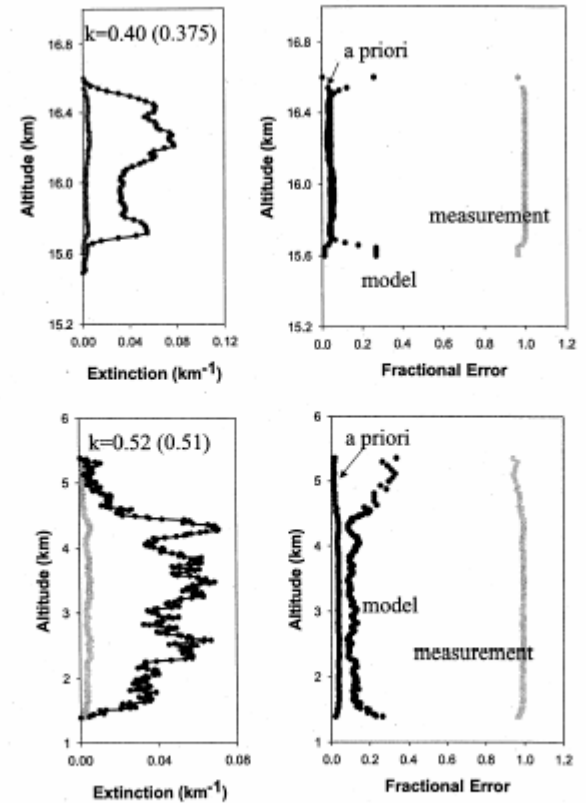 k=0.40 (0.375)
16.8
16.4
16.0
15.6
15.2
Altitude (km)
0.00 0.04 0.08 0.12
Extinction (km-1)
a priori
measurement
model
16.8
16.4
16.0
15.6
15.2
Altitude (km)
0.0 0.2 0.4 0.6 0.8 1.0 1.2
Fractional Error
k=0.52 (0.51)
6
5
4
3
2
1
Altitude (km)
0.00 0.02 0.04 0.06
Extinction (km-1)
a priori
model
measurement
6
5
4
3
2
1
Altitude (km)
0.0 0.2 0.4 0.6 0.8 1.0 1.2
Fractional Error